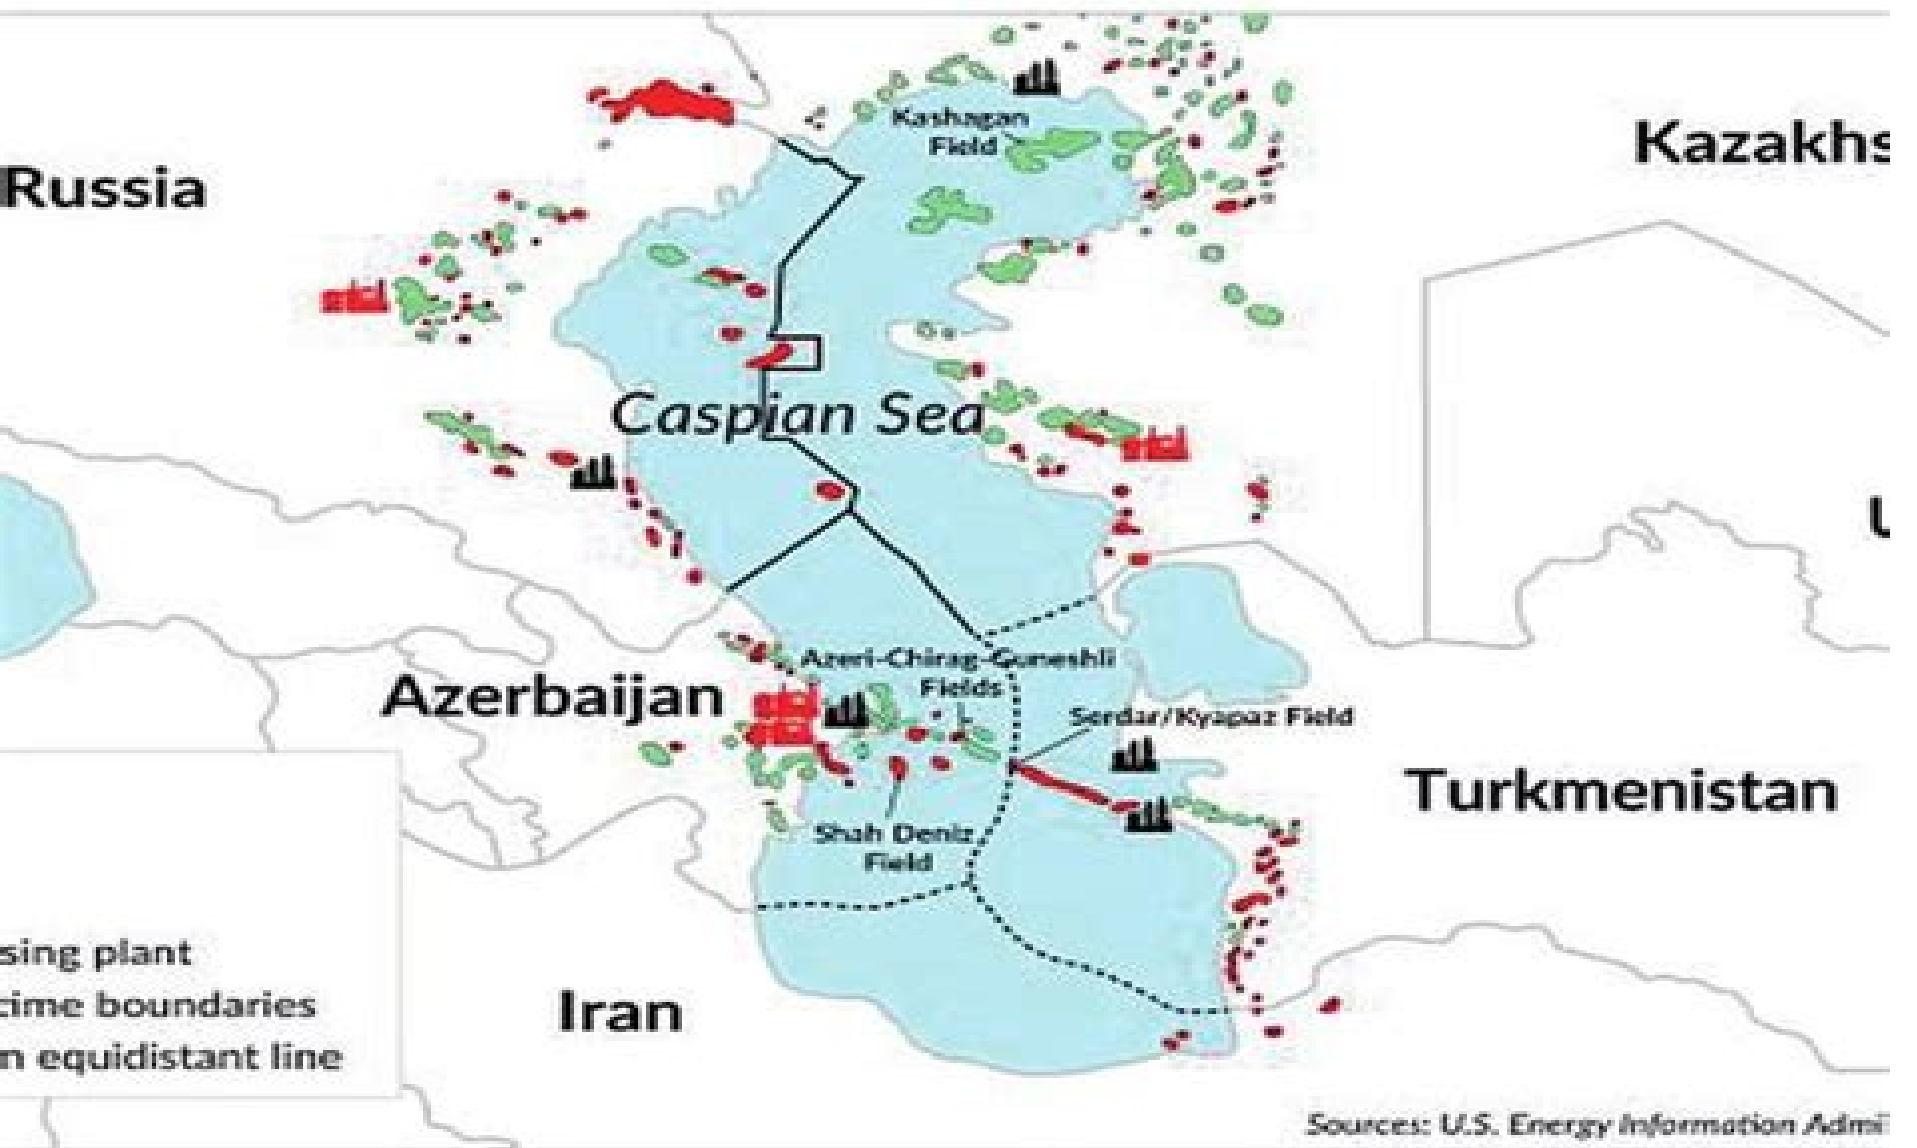 Kashagan
Field
Kazakhs
Russia
Caspian Sea
U
Azeri-Chirag-Guneshli
Fields
Azerbaijan
Serdar/Kyapaz Field
Turkmenistan
Shah Deniz
Field
sing plant
Iran
time boundaries
n equidistant line
Sources: U.S. Energy Information Admi